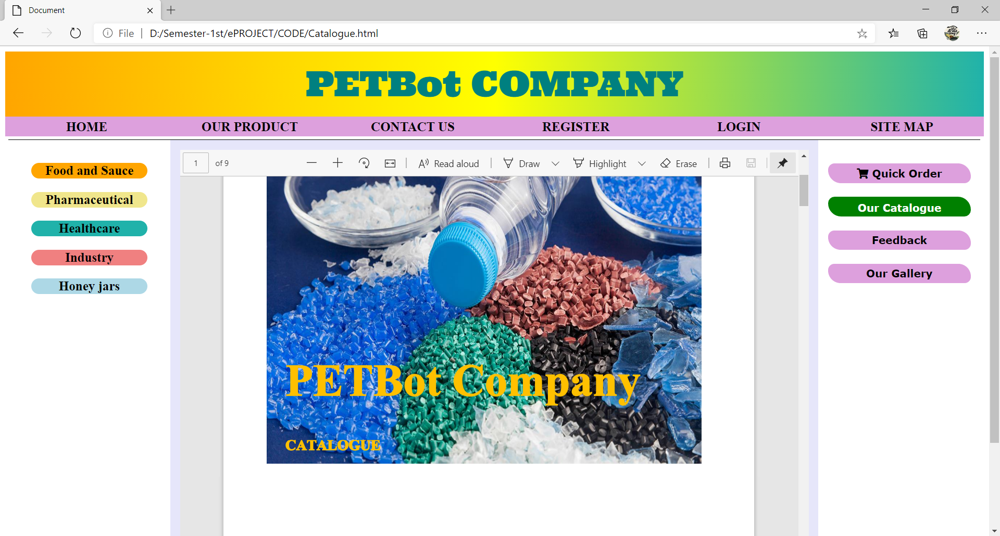 Document
File
D:/Semester-1st/ePROJECT/CODE/Catalogue.html
PETBot COMPANY
HOME OUR PRODUCT CONTACT US REGISTER LOGIN SITE MAP
Food and Sauce
Pharmaceutical
Healthcare
Industry
Honey jars
1 of 9 Read aloud Draw Highlight Erase
PETBot Company
CATALOGUE
Quick Order
Our Catalogue
Feedback
Our Gallery